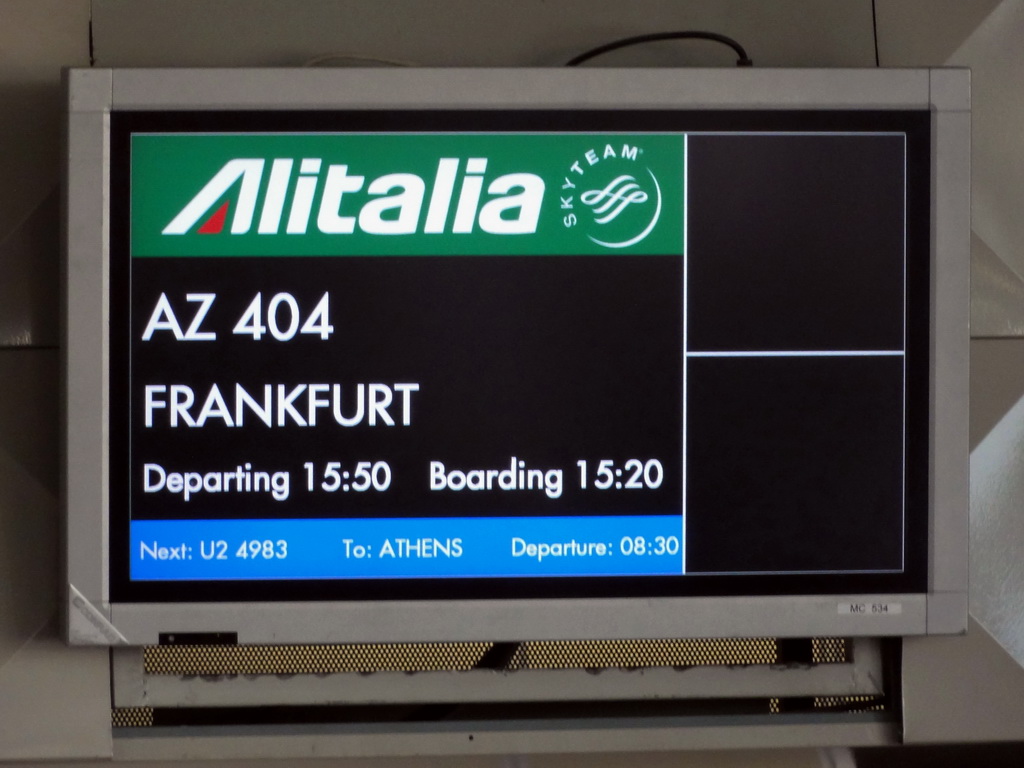 Alitalia SKYTEAM
AZ 404
FRANKFURT
Departing 15:50 Boarding 15:20
Next: U2 4983 To: ATHENS Departure: 08:30
MC 534